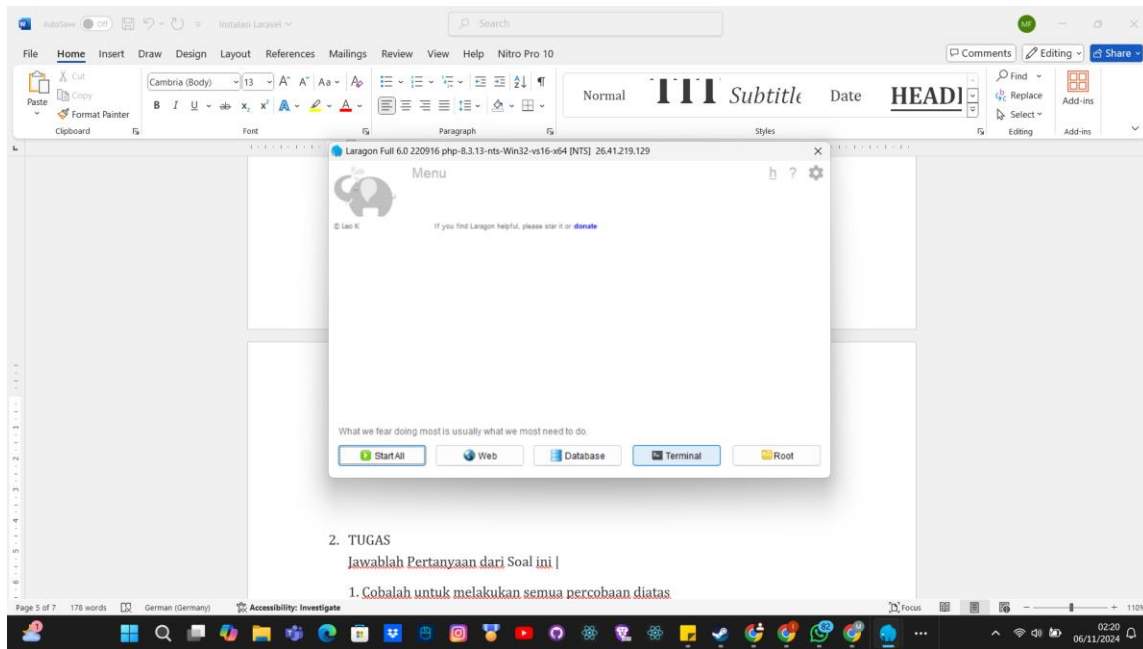 AutoSave Off Instalasi Laravel Search MF
File Home Insert Draw Design Layout References Mailings Review View Help Nitro Pro 10 Comments Editing Share
Paste
Cut
Copy
Format Painter
Clipboard
Cambria (Body) 13
Font
Paragraph
Normal Subtitle Date HEAD
Styles
Find
Replace
Select
Editing
Add-ins
Add-ins
Laragon Full 6.0 220916 php-8.3.13-nts-Win32-vs16-x64 [NTS] 26.41.219.129
Menu h ?
© Leo K If you find Laragon helpful, please star it or donate
What we fear doing most is usually what we most need to do.
Start All Web Database Terminal Root
2. TUGAS
Jawablah Pertanyaan dari Soal ini
1. Cobalah untuk melakukan semua percobaan diatas
Page 5 of 7 178 words German (Germany) Accessibility: Investigate Focus 110%
82
02:20
06/11/2024